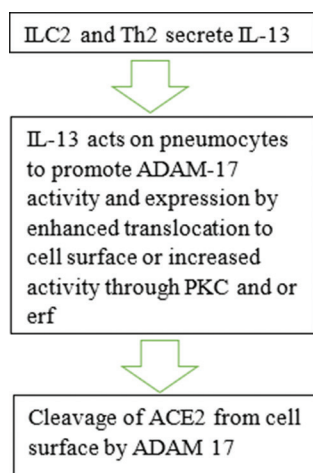 ILC2 and Th2 secrete IL-13
IL-13 acts on pneumocytes
to promote ADAM-17
activity and expression by
enhanced translocation to
cell surface or increased
activity through PKC and or
erf
Cleavage of ACE2 from cell
surface by ADAM 17